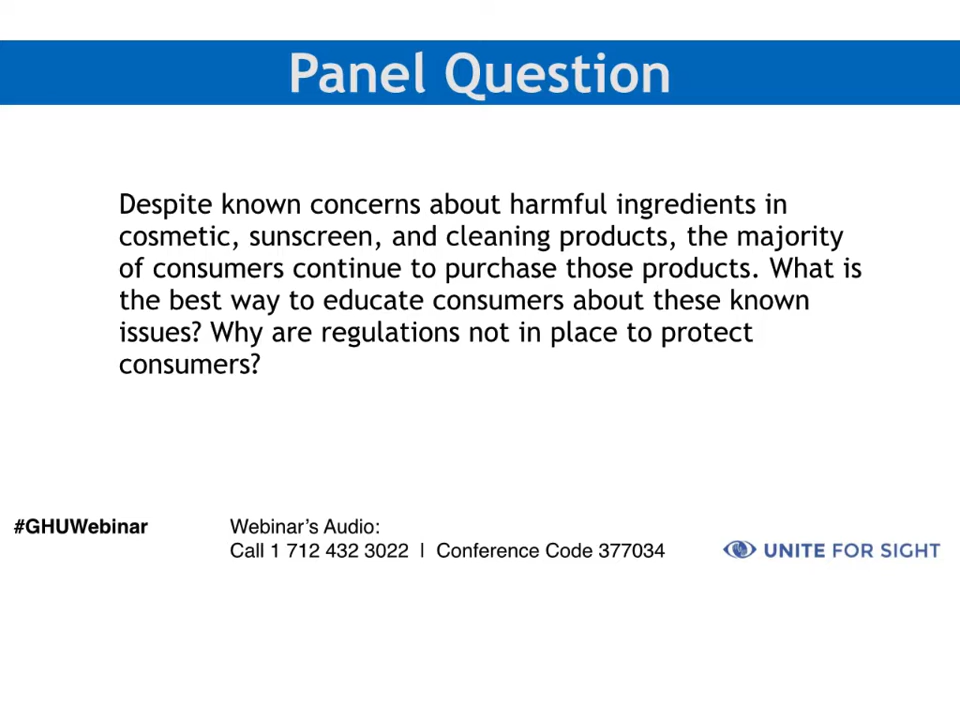 Panel Question
Despite known concerns about harmful ingredients in
cosmetic, sunscreen, and cleaning products, the majority
of consumers continue to purchase those products. What is
the best way to educate consumers about these known
issues? Why are regulations not in place to protect
consumers?
#GHUWebinar
Webinar's Audio:
Call 1 712 432 3022 | Conference Code 377034
UNITE FOR SIGHT